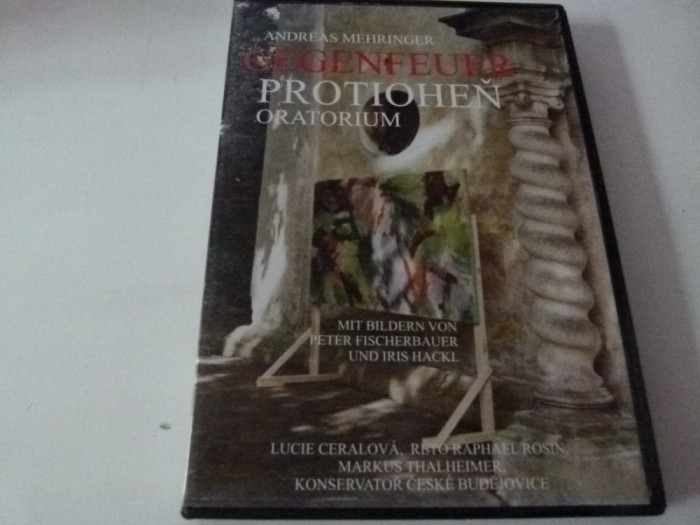 ANDREAS MEHRINGER
GEGENFEUER
PROTIOHEŇ
ORATORIUM
MIT BILDERN VON
PETER FISCHERBAUER
UND IRIS HACKL
LUCIE CERALOVÁ, RETO RAPHAEL ROSIN,
MARKUS THALHEIMER,
KONSERVATOŘ ČESKÉ BUDĚJOVICE